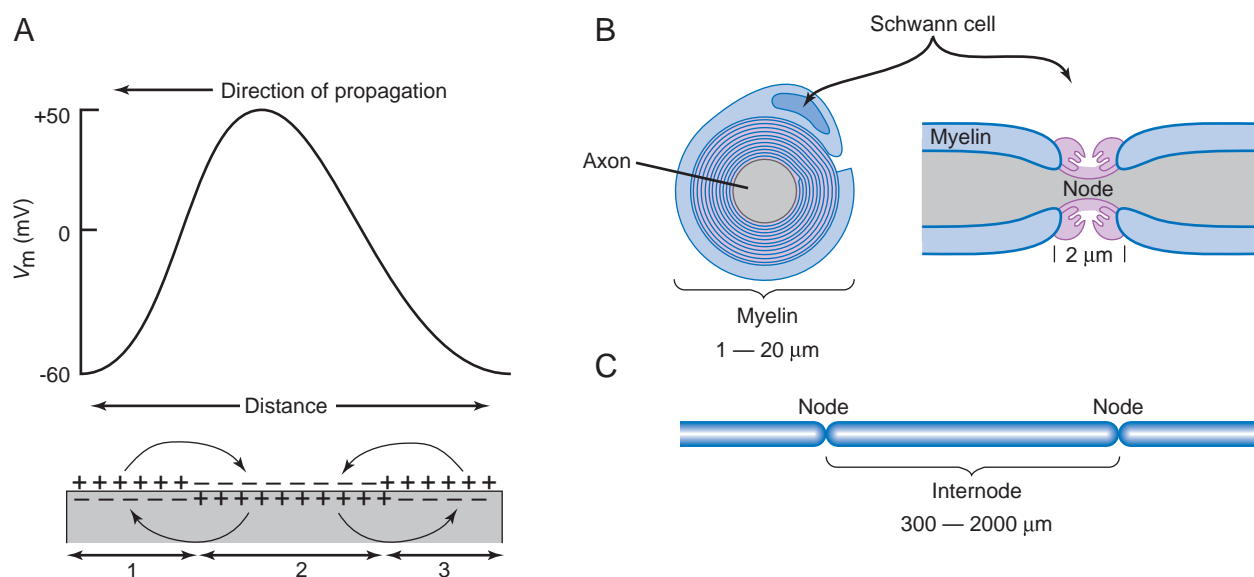 A
Direction of propagation
+50
0
-60
Vm (mV)
Distance
+ + + + + + − − − − − − − − − + + + + + +
− − − − − − + + + + + + + + + + − − − − −
1
2
3
B
Schwann cell
Axon
Myelin
1 — 20 μm
Myelin
Node
2 μm
C
Node
Node
Internode
300 — 2000 μm